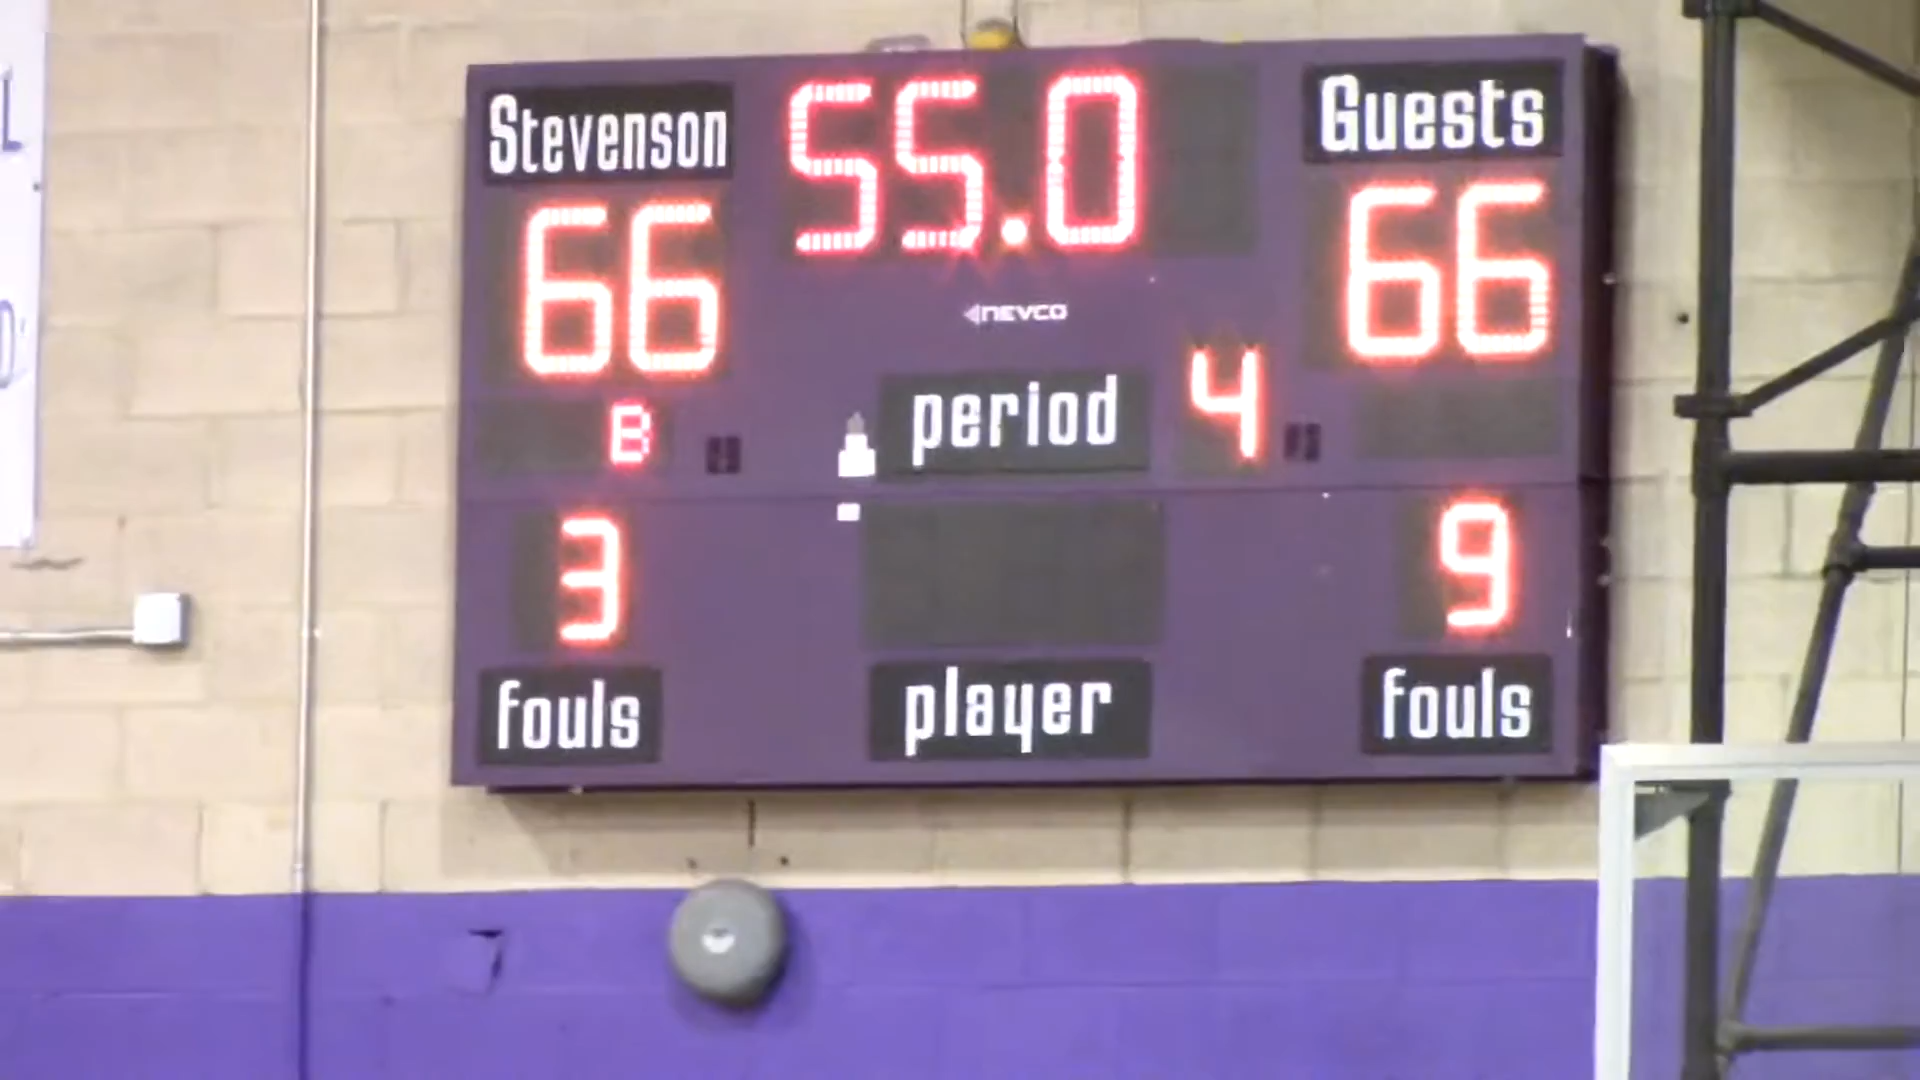 Stevenson 55.0 Guests
66 66
NEVCO
B period 4
3 9
fouls player fouls